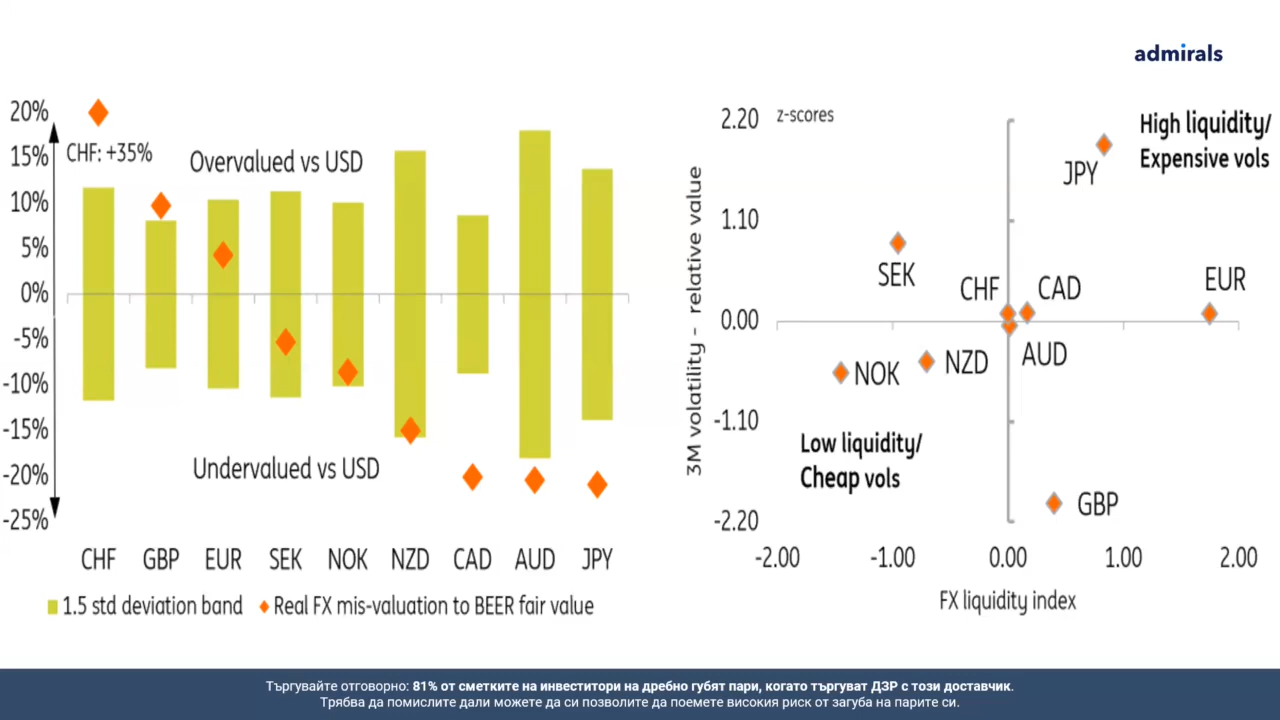 admirals
20%
15%
10%
5%
0%
-5%
-10%
-15%
-20%
-25%
CHF: +35%
Overvalued vs USD
Undervalued vs USD
CHF GBP EUR SEK NOK NZD CAD AUD JPY
1.5 std deviation band
Real FX mis-valuation to BEER fair value
3M volatility - relative value
2.20
1.10
0.00
-1.10
-2.20
z-scores
High liquidity/
Expensive vols
JPY
SEK
CHF
CAD
EUR
NOK
NZD
AUD
Low liquidity/
Cheap vols
GBP
-2.00 -1.00 0.00 1.00 2.00
FX liquidity index
Търгувайте отговорно: 81% от сметките на инвеститори на дребно губят пари, когато търгуват ДЗР с този доставчик.
Трябва да помислите дали можете да си позволите да поемете високия риск от загуба на парите си.